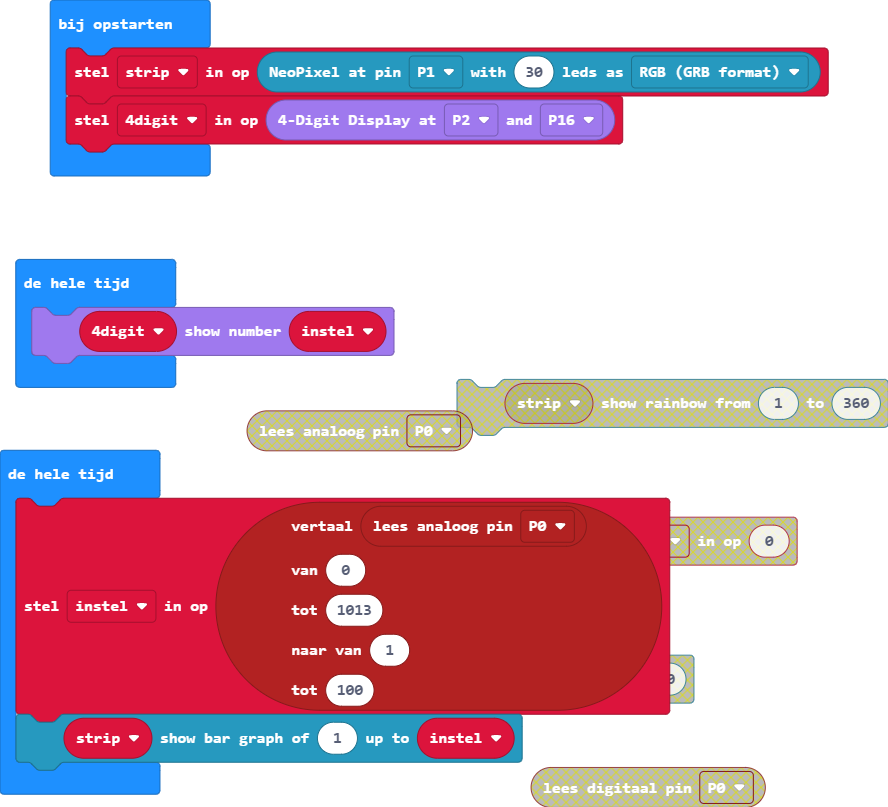 bij opstarten
stel strip in op NeoPixel at pin P1 with 30 leds as RGB (GRB format)
stel 4digit in op 4-Digit Display at P2 and P16
de hele tijd
4digit show number instel
strip show rainbow from 1 to 360
lees analoog pin P0
de hele tijd
vertaal lees analoog pin P0
in op 0
van 0
stel instel in op
tot 1013
naar van 1
tot 100
strip show bar graph of 1 up to instel
lees digitaal pin P0